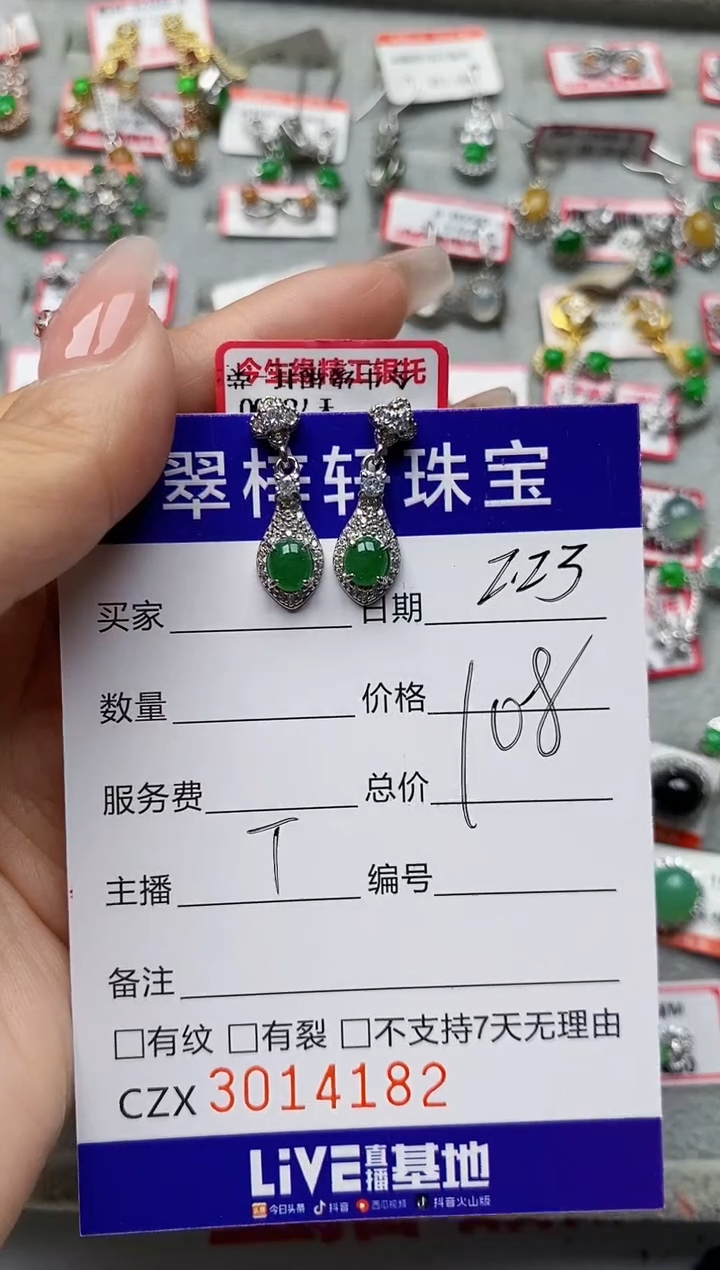 今生缘精工银托
翠梓轩珠宝
买家 日期 2.23
数量 价格 108
服务费 总价
主播 T 编号
备注
□有纹 □有裂 □不支持7天无理由
CZX 3014182
LiVE直播基地
头条 今日头条 抖音 西瓜视频 抖音火山版